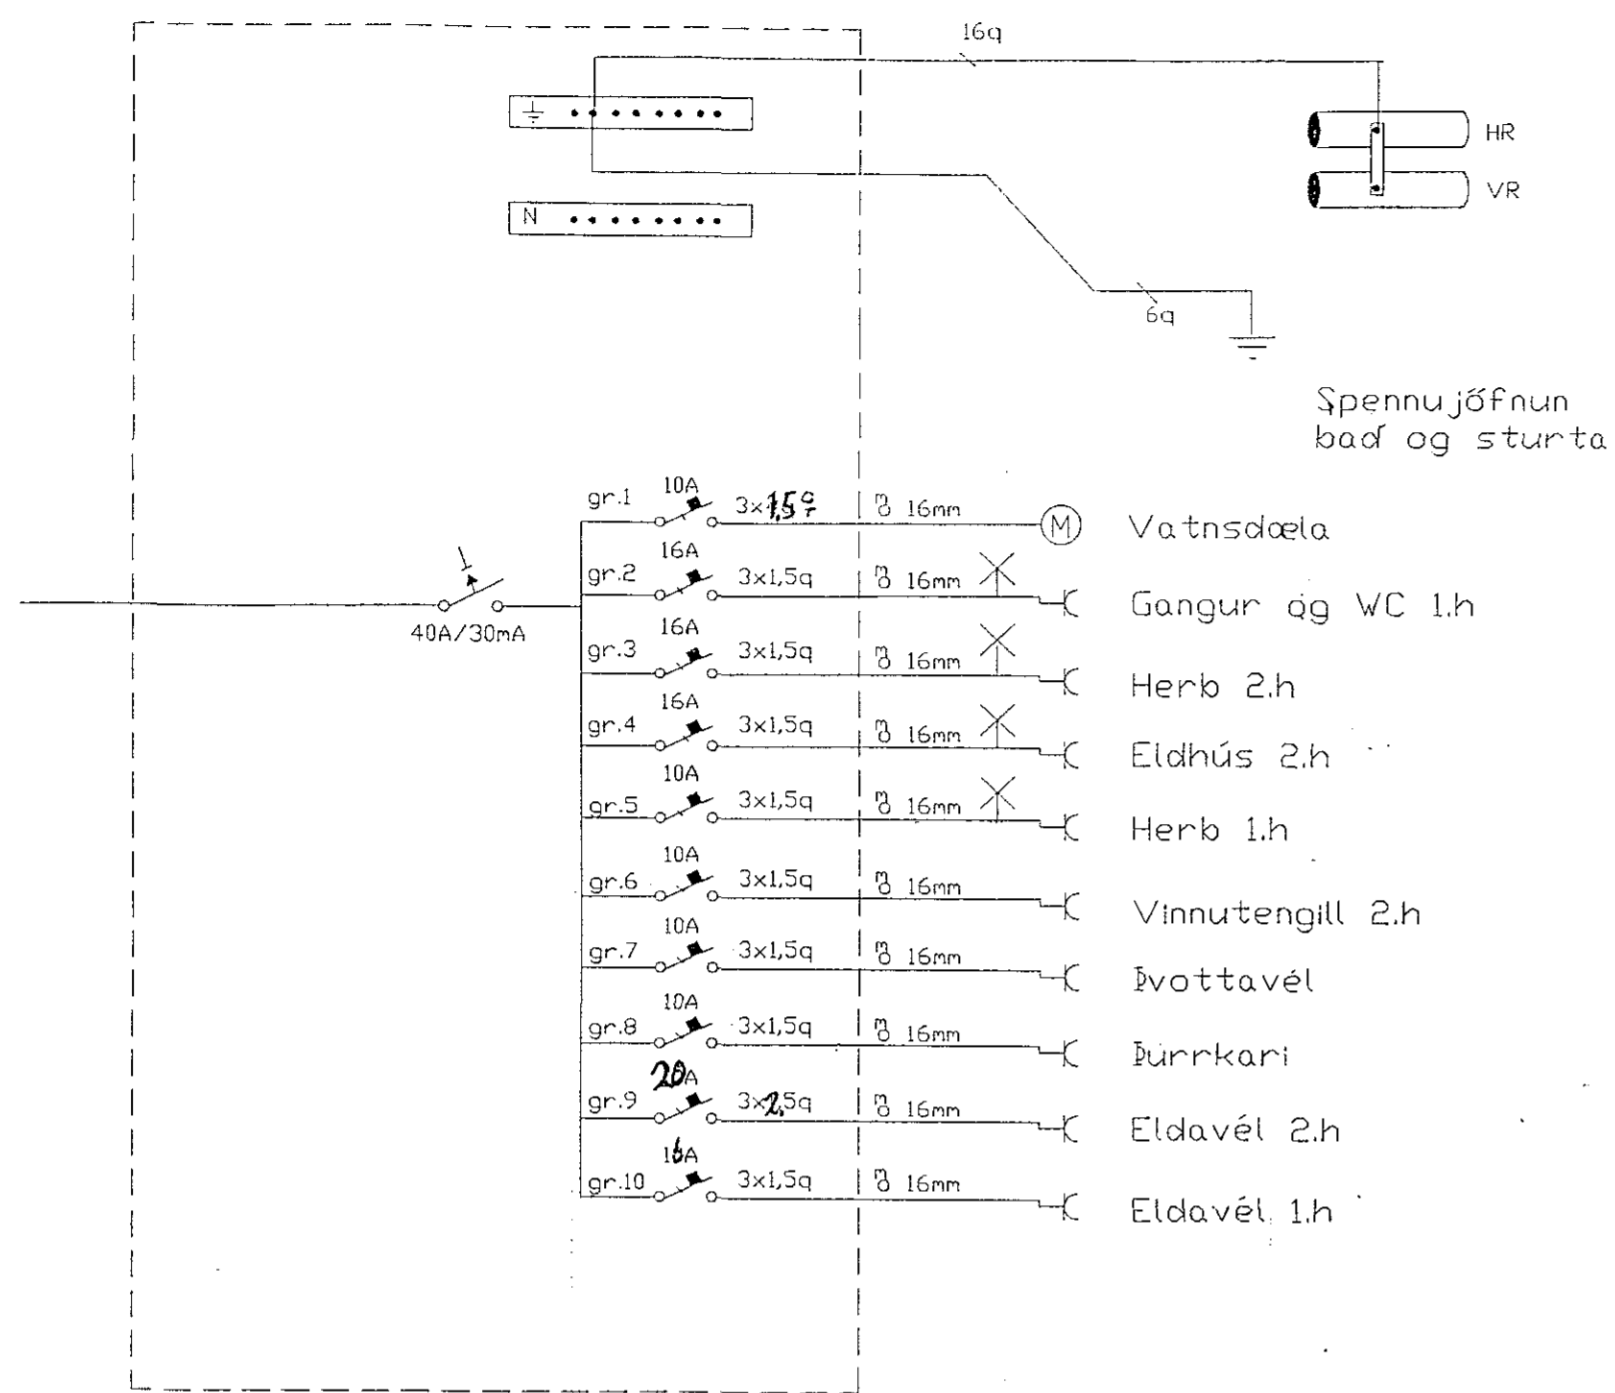 16q
HR
VR
N
6q
Spennujöfnun
bað og sturta
gr.1 10A 3x1,5q 16mm M Vatnsdæla
gr.2 16A 3x1,5q 16mm Gangur og WC 1.h
40A/30mA
gr.3 16A 3x1,5q 16mm Herb 2.h
gr.4 16A 3x1,5q 16mm Eldhús 2.h
gr.5 10A 3x1,5q 16mm Herb 1.h
gr.6 10A 3x1,5q 16mm Vinnutengill 2.h
gr.7 10A 3x1,5q 16mm Þvottavél
gr.8 10A 3x1,5q 16mm Þurrkari
gr.9 20A 3x2,5q 16mm Eldavél 2.h
gr.10 16A 3x1,5q 16mm Eldavél 1.h